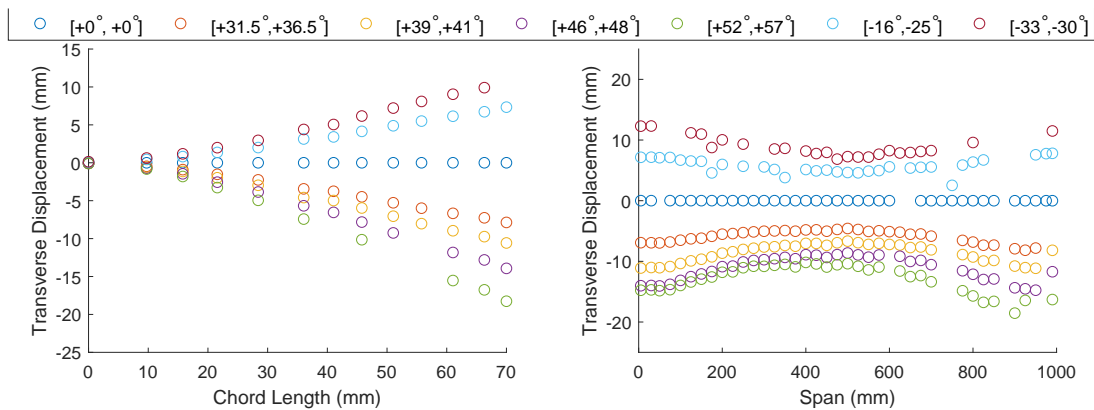 [+0°, +0°] [+31.5°,+36.5°] [+39°,+41°] [+46°,+48°] [+52°,+57°] [-16°,-25°] [-33°,-30°]
15
10
5
0
-5
-10
-15
-20
-25
Transverse Displacement (mm)
0 10 20 30 40 50 60 70
Chord Length (mm)
20
10
0
-10
-20
Transverse Displacement (mm)
0 200 400 600 800 1000
Span (mm)